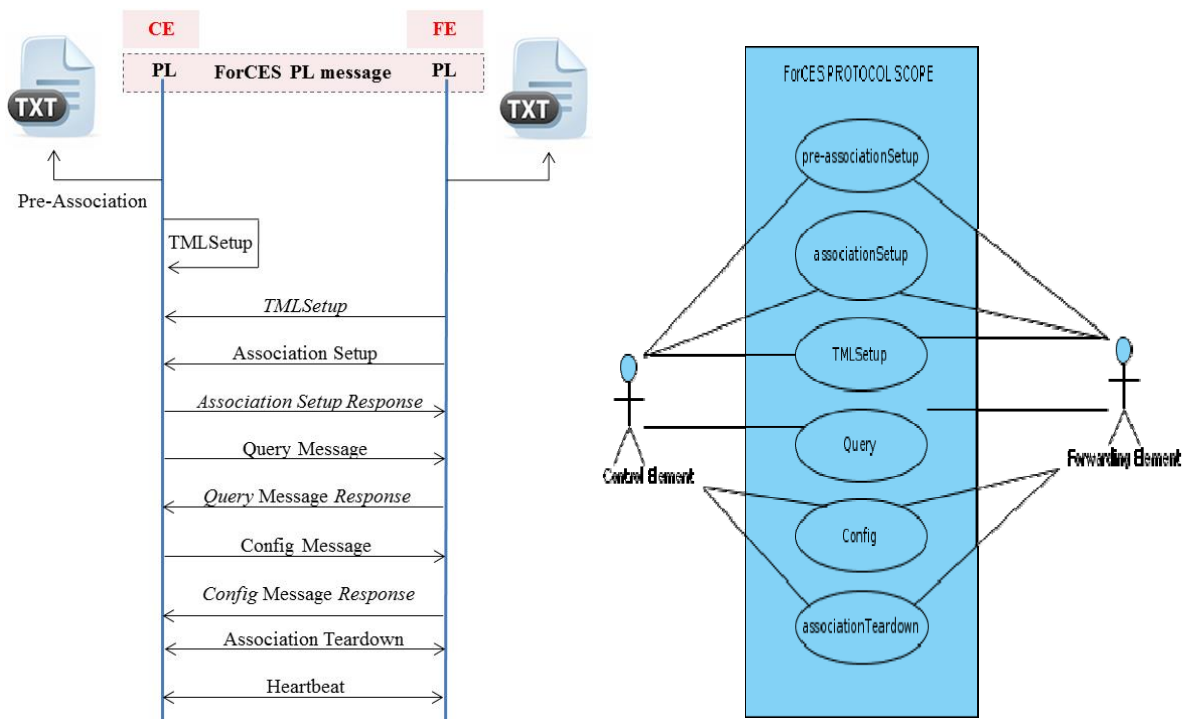 CE
FE
PL ForCES PL message PL
TXT
TXT
Pre-Association
TMLSetup
TMLSetup
Association Setup
Association Setup Response
Query Message
Query Message Response
Config Message
Config Message Response
Association Teardown
Heartbeat
ForCES PROTOCOL SCOPE
pre-associationSetup
associationSetup
TMLSetup
Query
Config
associationTeardown
Control Element
Forwarding Element